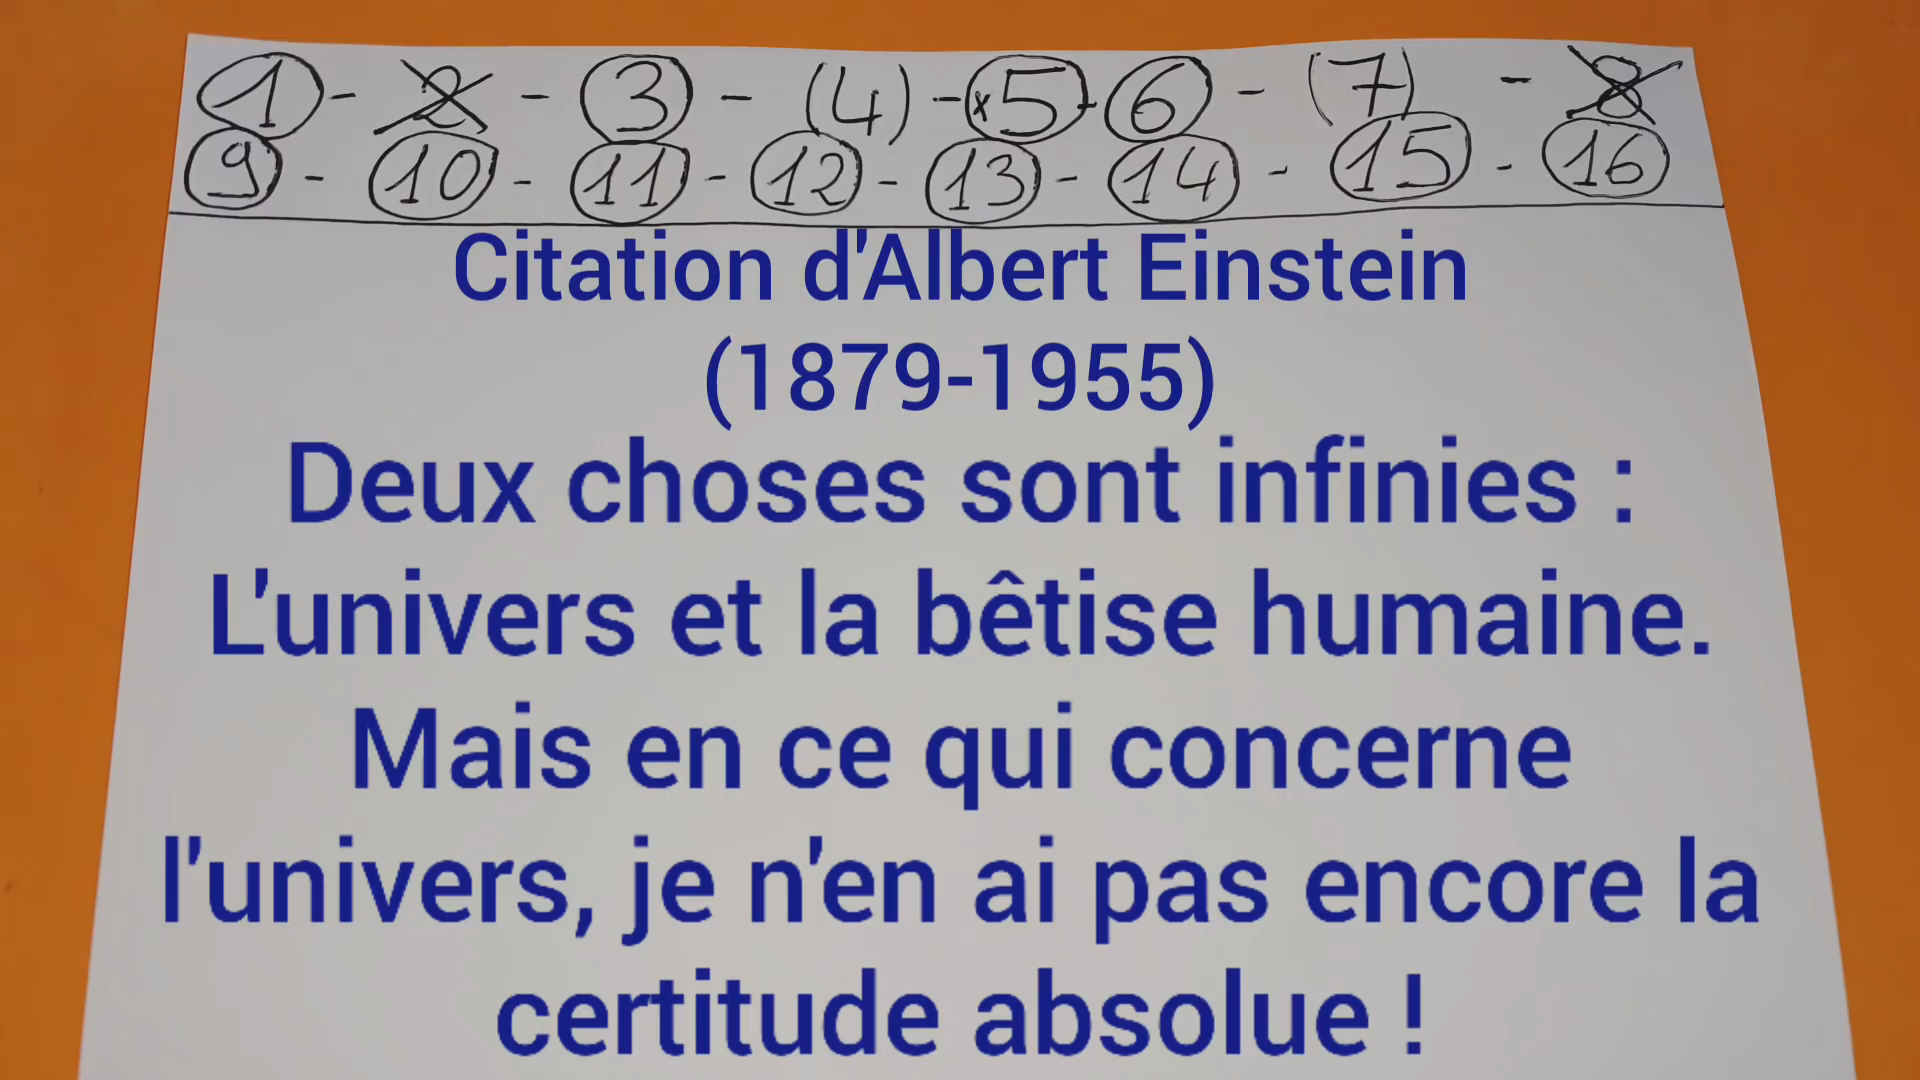 1 - 2 - 3 - (4) - x5 - 6 - (7) - 8
9 - 10 - 11 - 12 - 13 - 14 - 15 - 16
Citation d'Albert Einstein
(1879-1955)
Deux choses sont infinies :
L'univers et la bêtise humaine.
Mais en ce qui concerne
l'univers, je n'en ai pas encore la
certitude absolue !